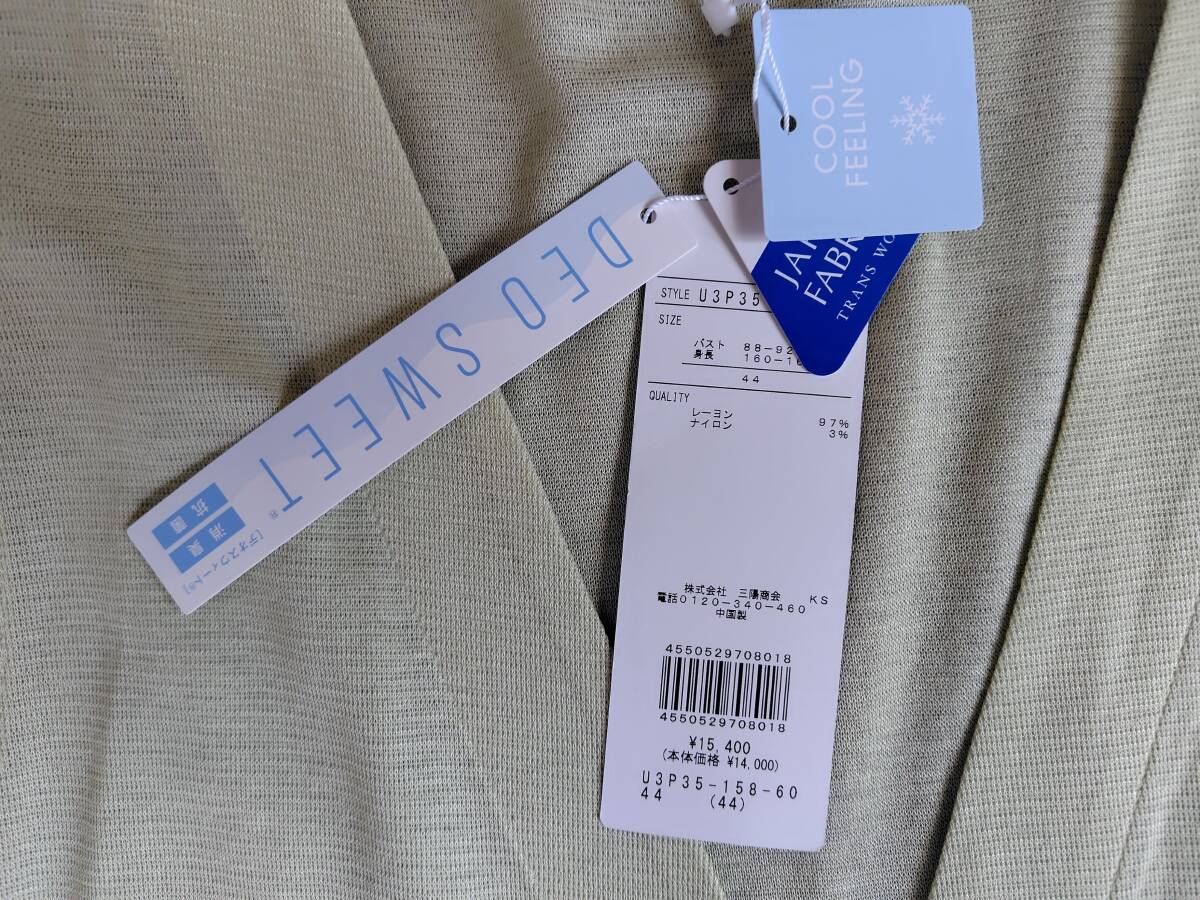 COOL
FEELING
DEO SWEET®
[デオスウィート®]
消臭
抗菌
FABR
TRANS WO
STYLE U3P35
SIZE
バスト 88-92
身長 160-16
44
QUALITY
レーヨン 97%
ナイロン 3%
株式会社 三陽商会 KS
電話0120-340-460
中国製
4550529708018
4550529708018
¥15,400
(本体価格 ¥14,000)
U3P35-158-60
44 (44)